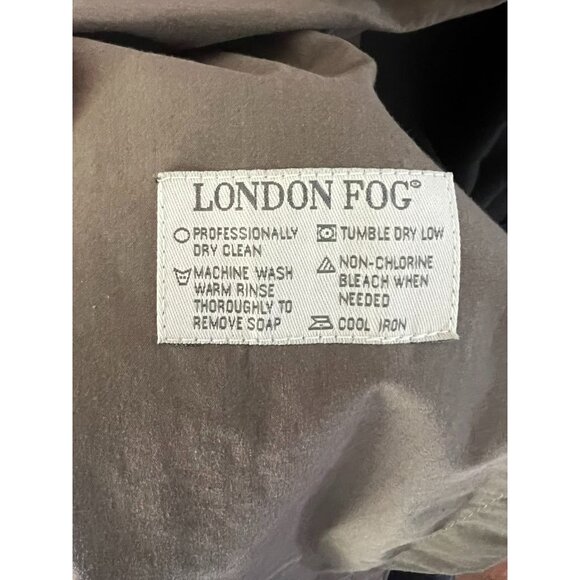 LONDON FOG®
PROFESSIONALLY
DRY CLEAN
MACHINE WASH
WARM RINSE
THOROUGHLY TO
REMOVE SOAP
TUMBLE DRY LOW
NON-CHLORINE
BLEACH WHEN
NEEDED
COOL IRON